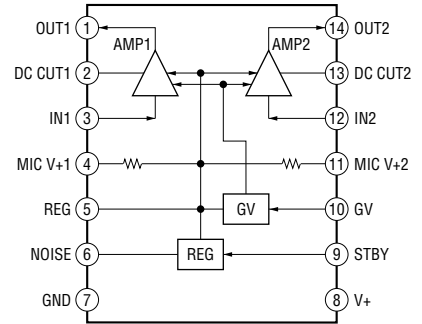 OUT1 1 AMP1 AMP2 14 OUT2
DC CUT1 2 13 DC CUT2
IN1 3 12 IN2
MIC V+1 4 11 MIC V+2
REG 5 GV 10 GV
NOISE 6 REG 9 STBY
GND 7 8 V+